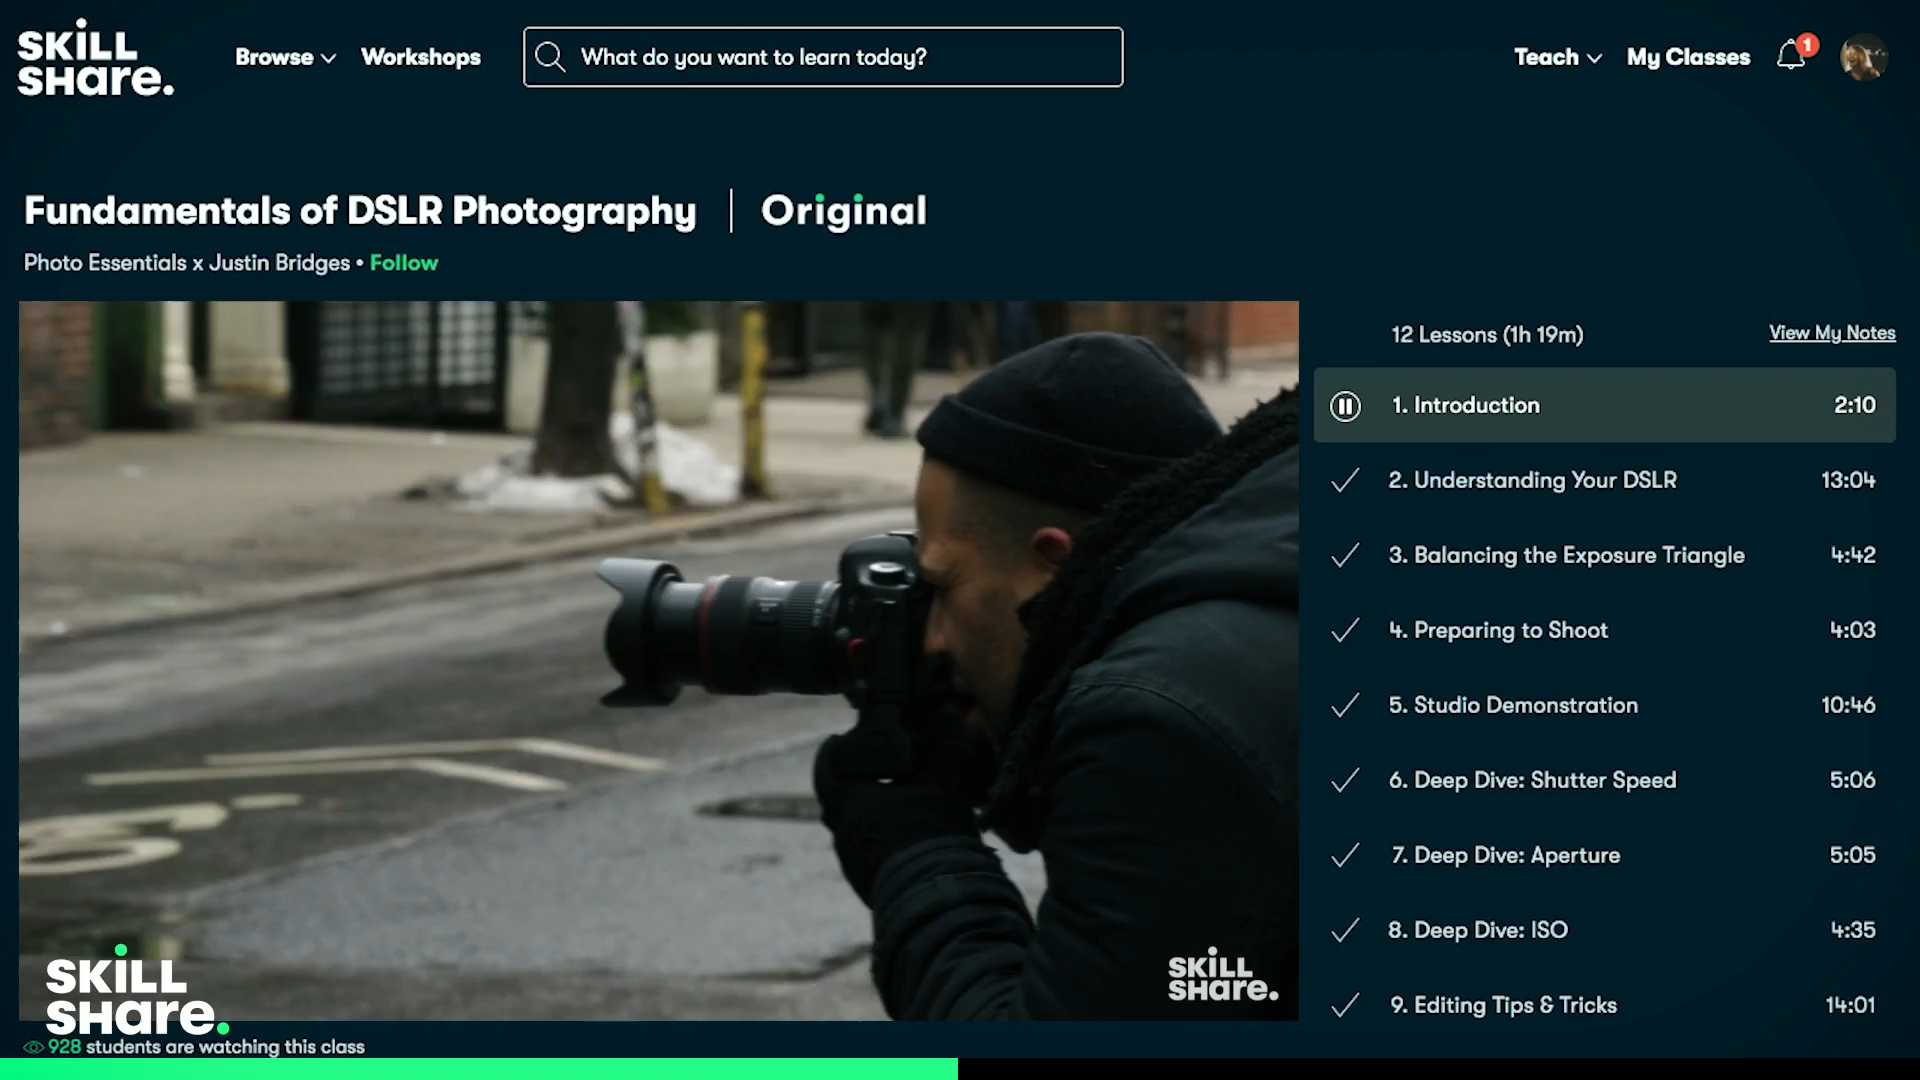 SKILL
SHare.
Browse
Workshops
What do you want to learn today?
Teach
My Classes
1
Fundamentals of DSLR Photography | Original
Photo Essentials x Justin Bridges • Follow
12 Lessons (1h 19m)
View My Notes
1. Introduction 2:10
2. Understanding Your DSLR 13:04
3. Balancing the Exposure Triangle 4:42
4. Preparing to Shoot 4:03
5. Studio Demonstration 10:46
6. Deep Dive: Shutter Speed 5:06
7. Deep Dive: Aperture 5:05
8. Deep Dive: ISO 4:35
9. Editing Tips & Tricks 14:01
SKILL
SHare.
SKILL
SHare.
928 students are watching this class